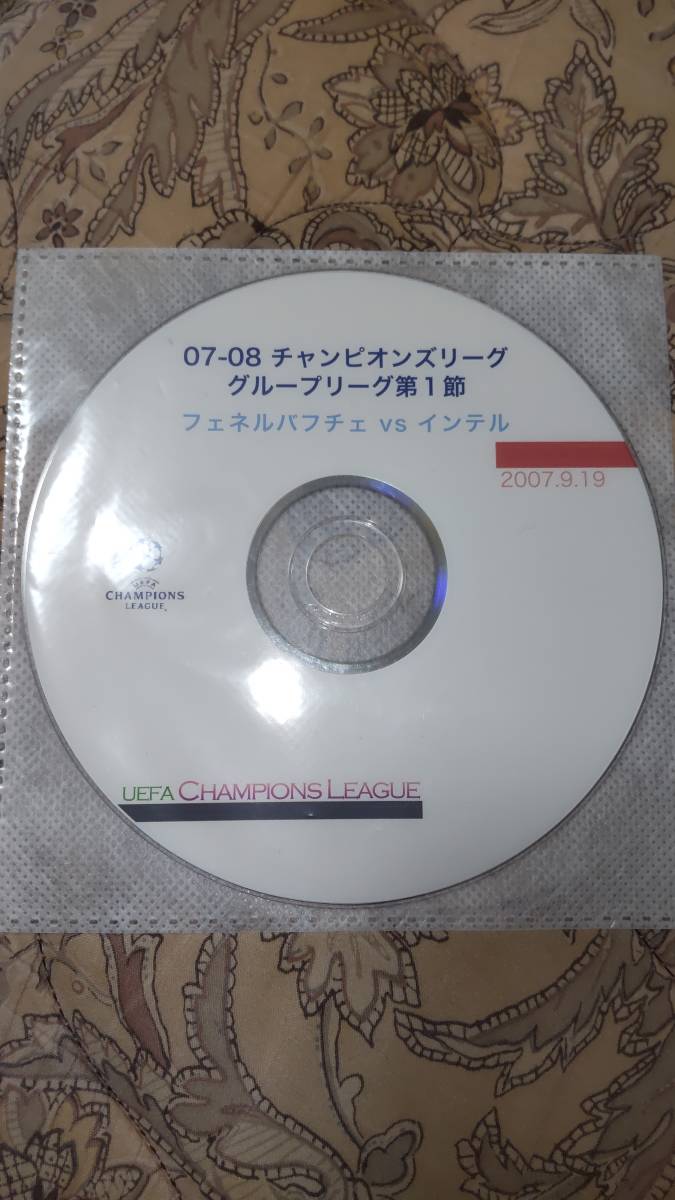 07-08 チャンピオンズリーグ
グループリーグ第1節
フェネルバフチェ vs インテル
2007.9.19
UEFA
CHAMPIONS
LEAGUE
UEFA CHAMPIONS LEAGUE